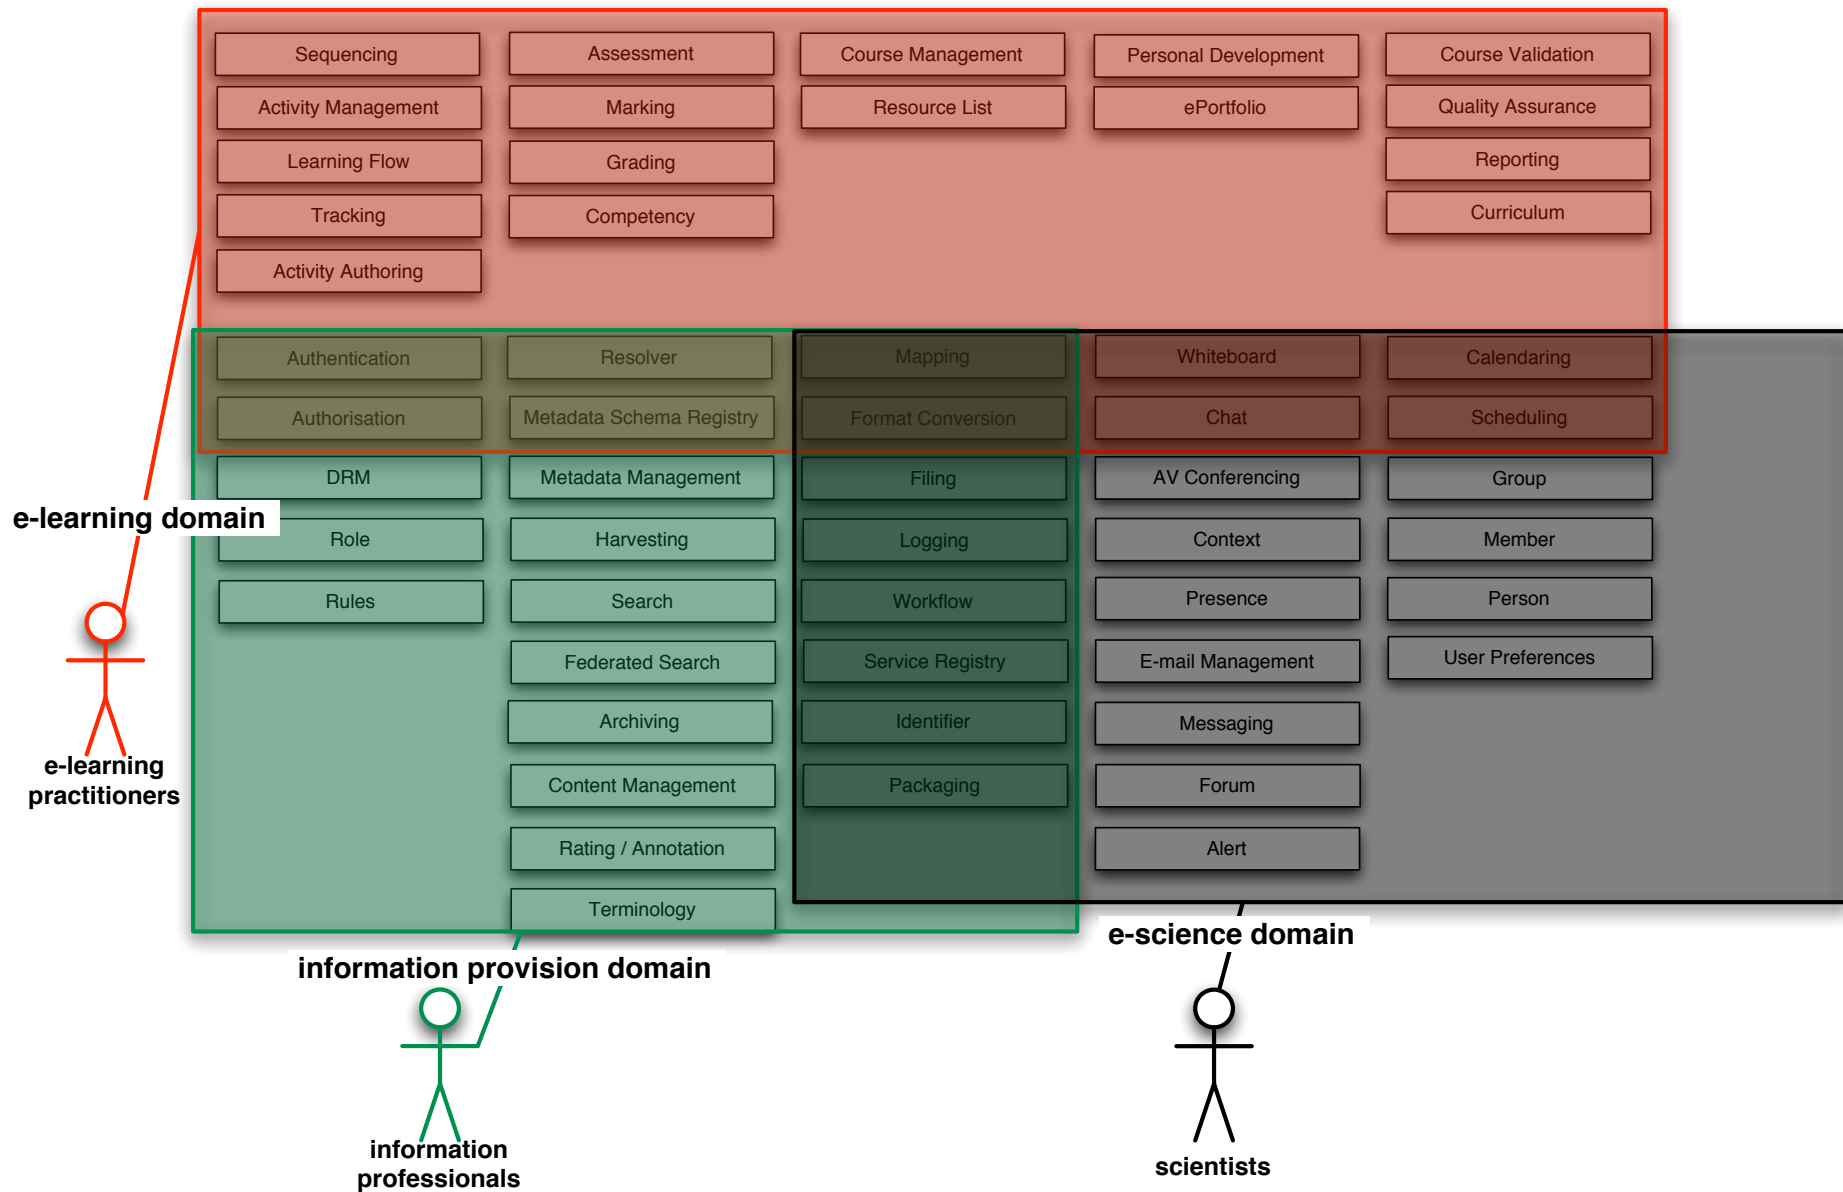 Sequencing
Assessment
Course Management
Personal Development
Course Validation
Activity Management
Marking
Resource List
ePortfolio
Quality Assurance
Learning Flow
Grading
Reporting
Tracking
Competency
Curriculum
Activity Authoring
Authentication
Resolver
Mapping
Whiteboard
Calendaring
Authorisation
Metadata Schema Registry
Format Conversion
Chat
Scheduling
DRM
Metadata Management
Filing
AV Conferencing
Group
e-learning domain
Role
Harvesting
Logging
Context
Member
Rules
Search
Workflow
Presence
Person
Federated Search
Service Registry
E-mail Management
User Preferences
Archiving
Identifier
Messaging
e-learning
practitioners
Content Management
Packaging
Forum
Rating / Annotation
Alert
Terminology
e-science domain
information provision domain
information
professionals
scientists